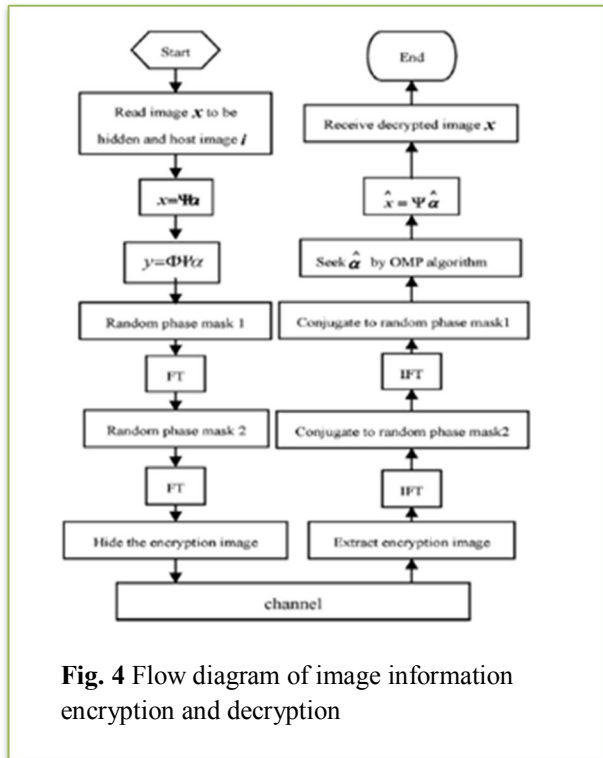 Start
Read image x to be
hidden and host image I
x=Ψα
y=ΦΨα
Random phase mask 1
FT
Random phase mask 2
FT
Hide the encryption image
channel
Extract encryption image
IFT
Conjugate to random phase mask2
IFT
Conjugate to random phase mask1
Seek α̂ by OMP algorithm
x̂ = Ψ α̂
Receive decrypted image x
End
Fig. 4 Flow diagram of image information
encryption and decryption